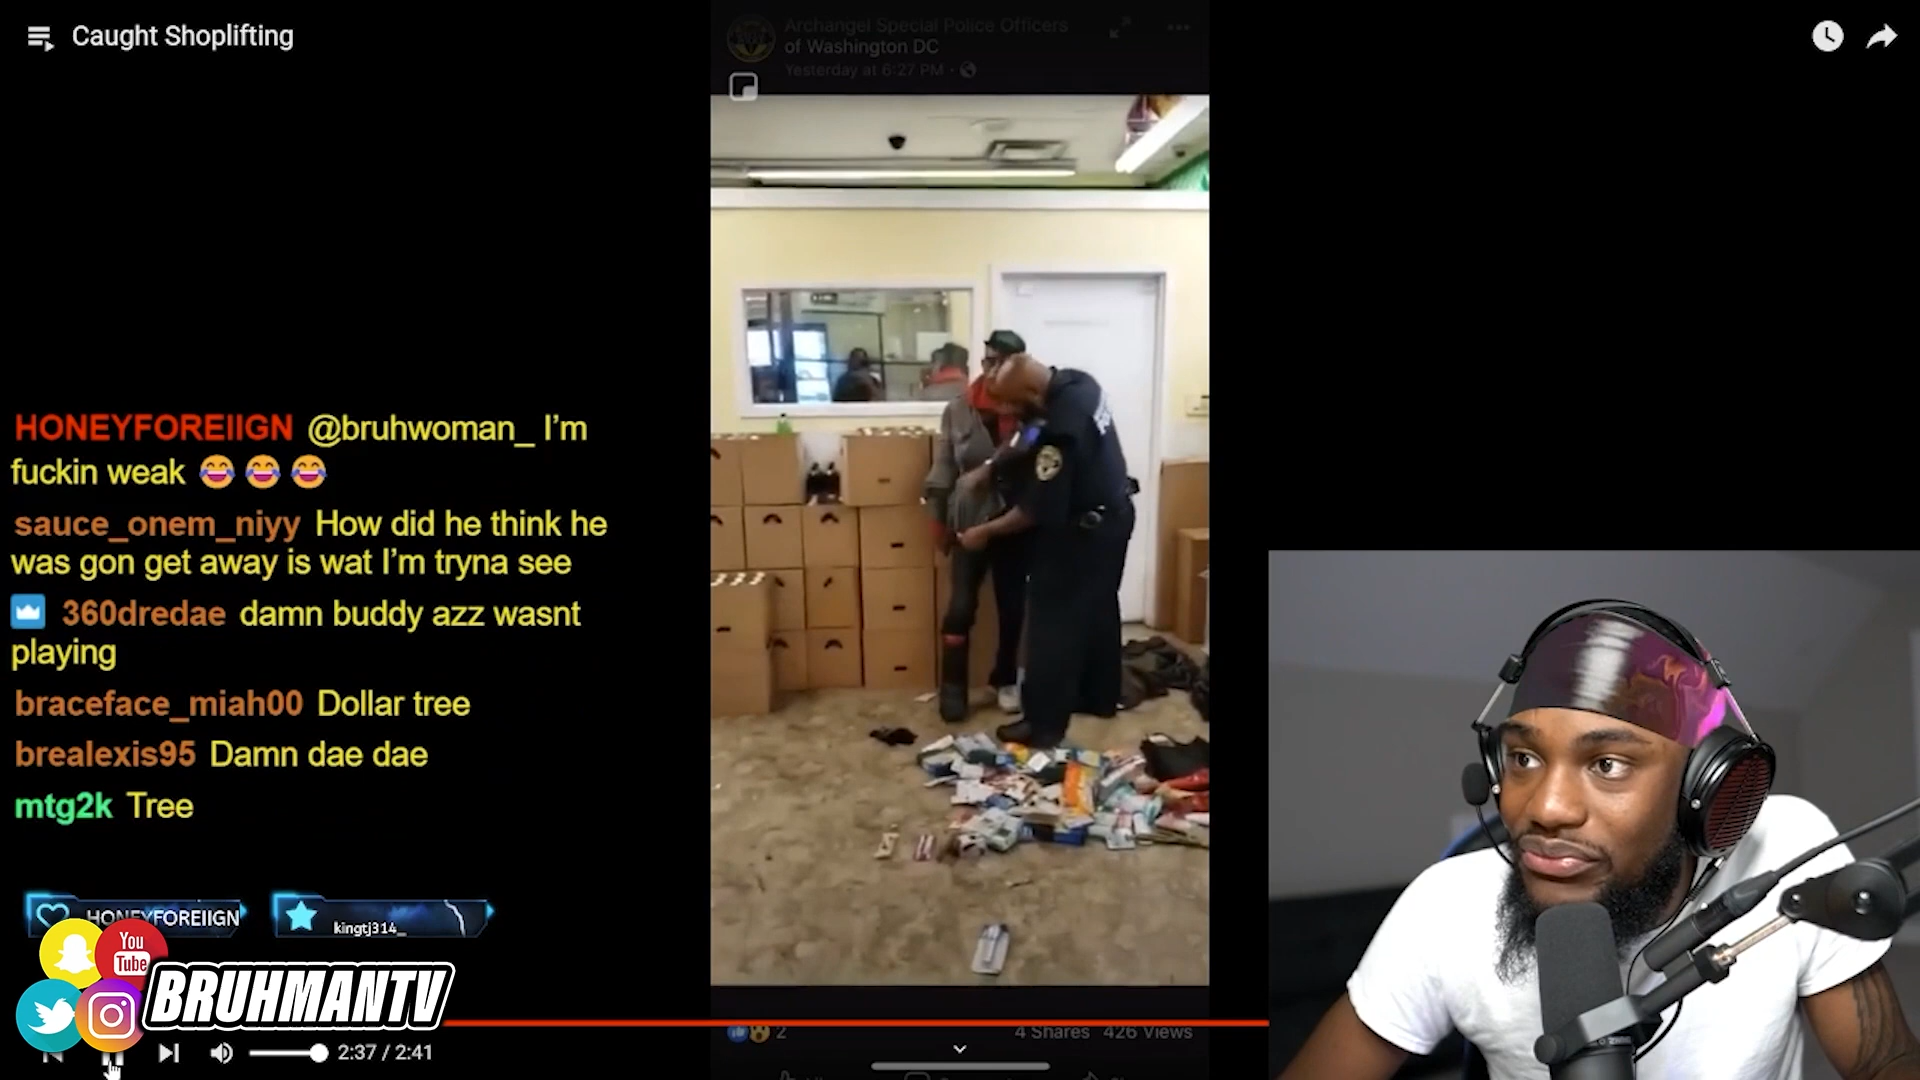 Caught Shoplifting
Archangel Special Police Officers
of Washington DC
Yesterday at 6:27 PM ·
HONEYFOREIIGN @bruhwoman_ I'm
fuckin weak 😂 😂 😂
sauce_onem_niyy How did he think he
was gon get away is wat I'm tryna see
360dredae damn buddy azz wasnt
playing
braceface_miah00 Dollar tree
brealexis95 Damn dae dae
mtg2k Tree
HONEYFOREIIGN
kingtj314_
You
Tube
BRUHMANTV
2:37 / 2:41
2
4 Shares 426 Views